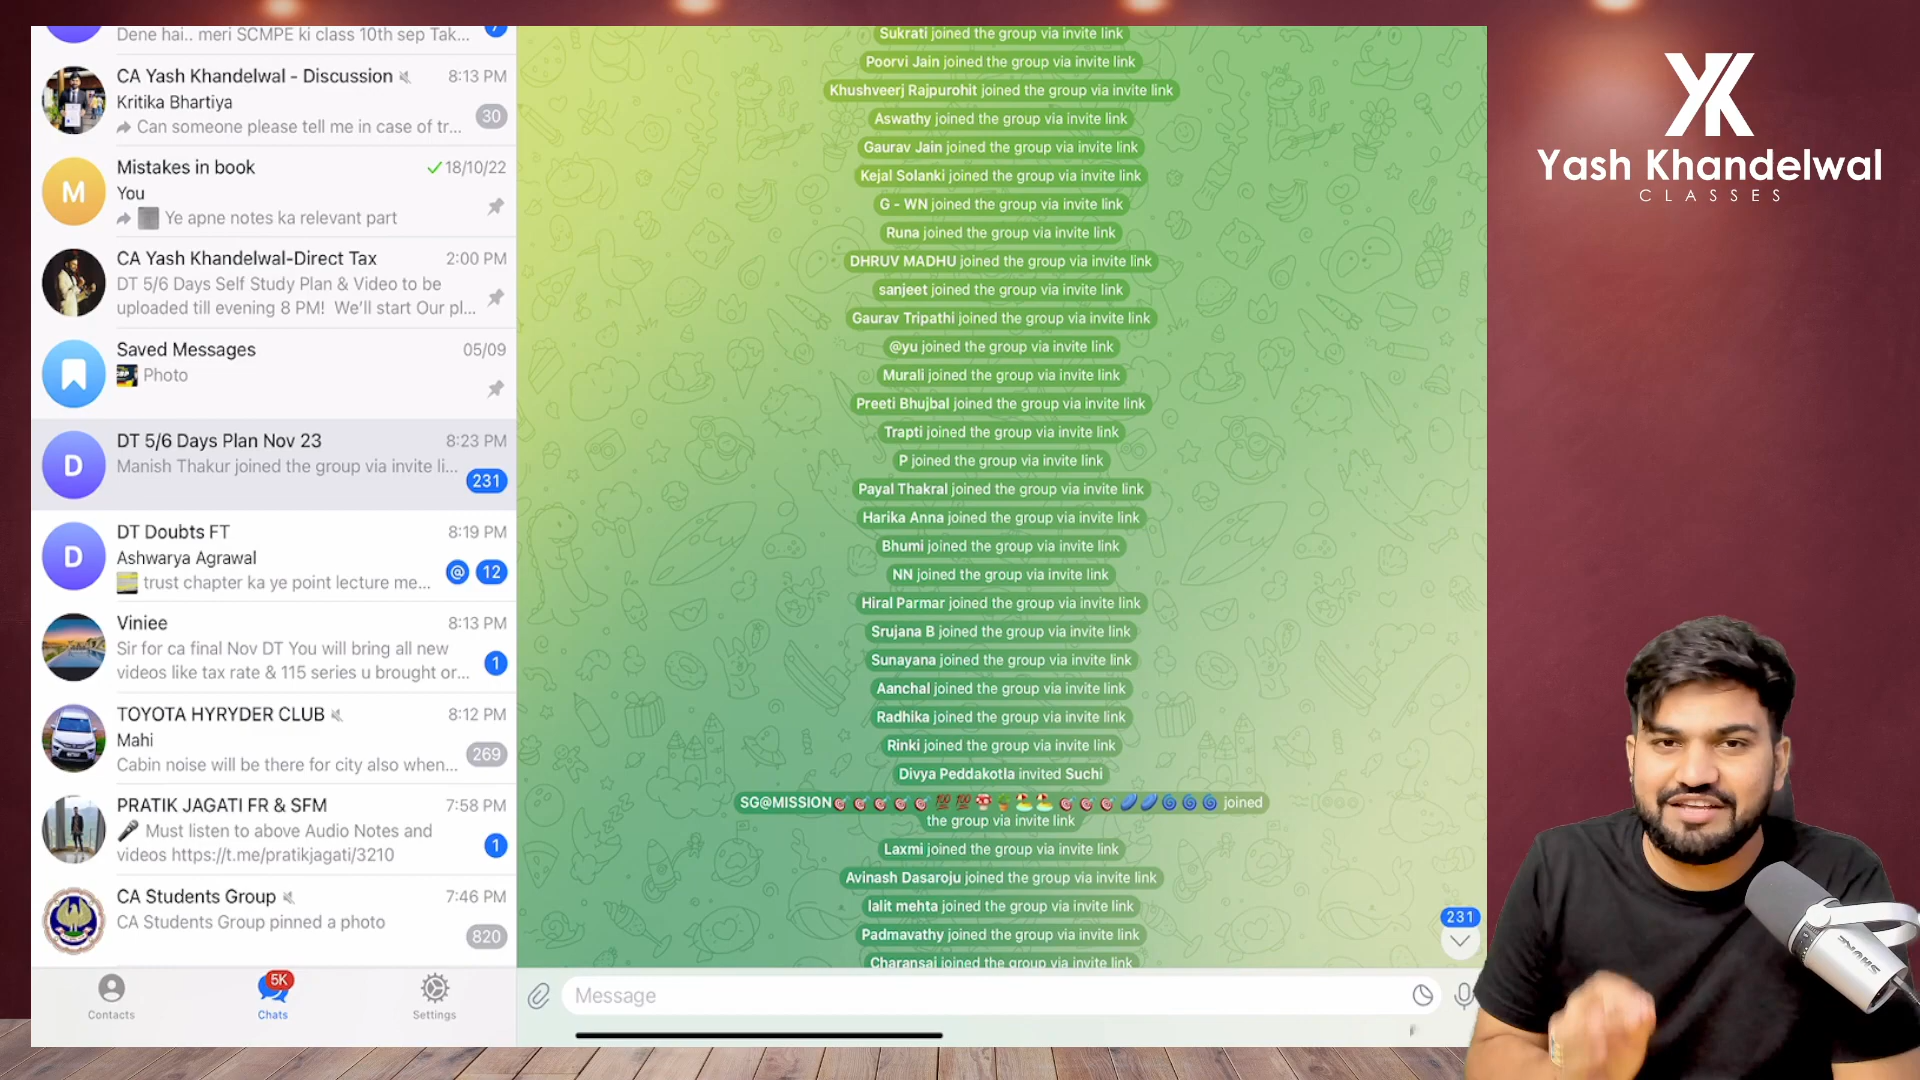 Dene hai.. meri SCMPE ki class 10th sep Tak...
7
CA Yash Khandelwal - Discussion
8:13 PM
Kritika Bhartiya
Can someone please tell me in case of tr...
30
Mistakes in book
18/10/22
M
You
Ye apne notes ka relevant part
CA Yash Khandelwal-Direct Tax
2:00 PM
DT 5/6 Days Self Study Plan & Video to be
uploaded till evening 8 PM! We'll start Our pl...
Saved Messages
05/09
Photo
DT 5/6 Days Plan Nov 23
8:23 PM
D
Manish Thakur joined the group via invite li...
231
DT Doubts FT
8:19 PM
D
Ashwarya Agrawal
@ 12
trust chapter ka ye point lecture me...
Viniee
8:13 PM
Sir for ca final Nov DT You will bring all new
videos like tax rate & 115 series u brought or...
1
TOYOTA HYRYDER CLUB
8:12 PM
Mahi
Cabin noise will be there for city also when...
269
PRATIK JAGATI FR & SFM
7:58 PM
Must listen to above Audio Notes and
videos https://t.me/pratikjagati/3210
1
CA Students Group
7:46 PM
CA Students Group pinned a photo
820
5K
Contacts
Chats
Settings
Sukrati joined the group via invite link
Poorvi Jain joined the group via invite link
Khushveerj Rajpurohit joined the group via invite link
Aswathy joined the group via invite link
Gaurav Jain joined the group via invite link
Kejal Solanki joined the group via invite link
G - WN joined the group via invite link
Runa joined the group via invite link
DHRUV MADHU joined the group via invite link
sanjeet joined the group via invite link
Gaurav Tripathi joined the group via invite link
@yu joined the group via invite link
Murali joined the group via invite link
Preeti Bhujbal joined the group via invite link
Trapti joined the group via invite link
P joined the group via invite link
Payal Thakral joined the group via invite link
Harika Anna joined the group via invite link
Bhumi joined the group via invite link
NN joined the group via invite link
Hiral Parmar joined the group via invite link
Srujana B joined the group via invite link
Sunayana joined the group via invite link
Aanchal joined the group via invite link
Radhika joined the group via invite link
Rinki joined the group via invite link
Divya Peddakotla invited Suchi
SG@MISSION🎯🎯🎯🎯🎯💯💯🍄🪴🏖🏖🎯🎯🎯🌀🌀🌀 joined
the group via invite link
Laxmi joined the group via invite link
Avinash Dasaroju joined the group via invite link
lalit mehta joined the group via invite link
Padmavathy joined the group via invite link
Charansai joined the group via invite link
231
Message
YK
Yash Khandelwal
CLASSES
SHURE